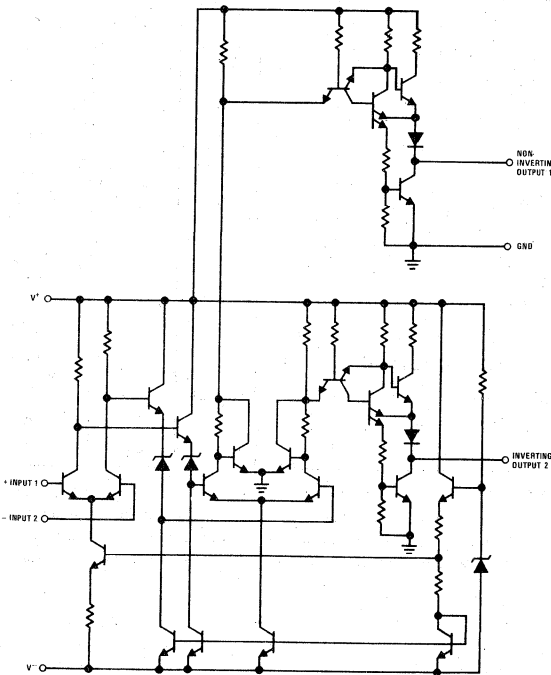 NON-
INVERTING
OUTPUT 1
GND
V+
INVERTING
OUTPUT 2
+ INPUT 1
– INPUT 2
V–